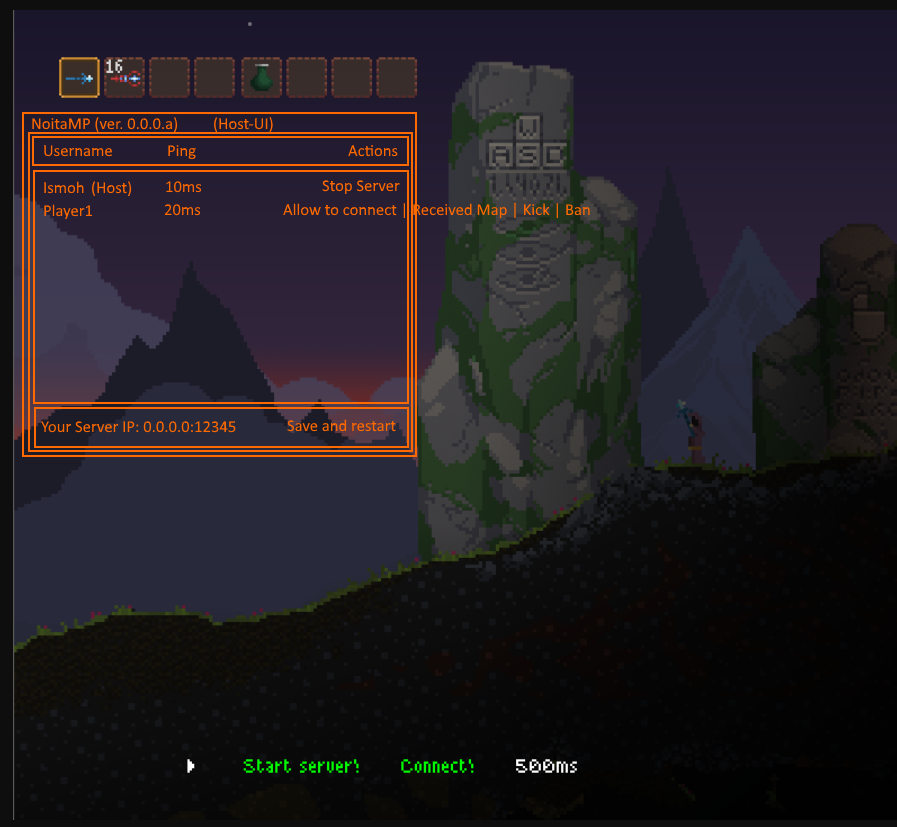 16
NoitaMP (ver. 0.0.0.a) (Host-UI)
Username Ping Actions
Ismoh (Host) 10ms Stop Server
Player1 20ms Allow to connect | Received Map | Kick | Ban
Your Server IP: 0.0.0.0:12345 Save and restart
W
A S C
Start server! Connect! 500ms